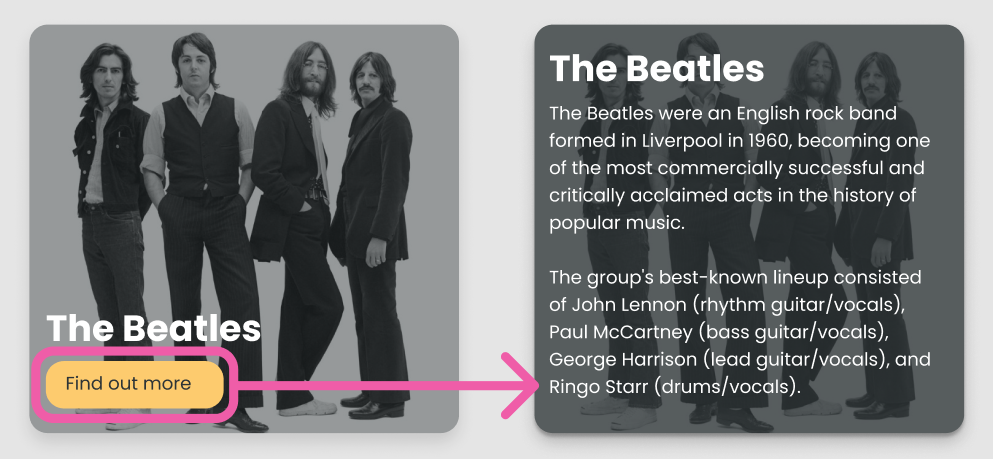 The Beatles
Find out more
The Beatles
The Beatles were an English rock band
formed in Liverpool in 1960, becoming one
of the most commercially successful and
critically acclaimed acts in the history of
popular music.
The group's best-known lineup consisted
of John Lennon (rhythm guitar/vocals),
Paul McCartney (bass guitar/vocals),
George Harrison (lead guitar/vocals), and
Ringo Starr (drums/vocals).